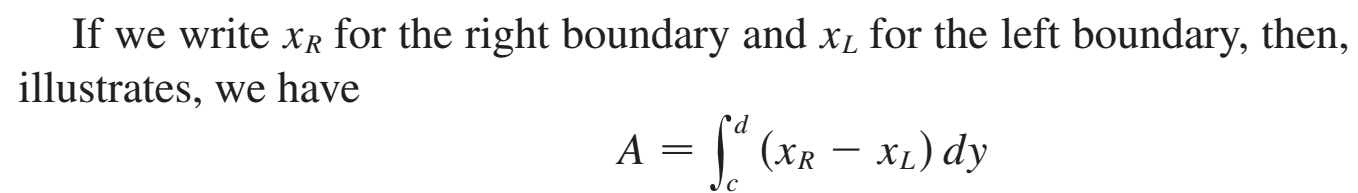 If we write x_R for the right boundary and x_L for the left boundary, then,
illustrates, we have
A = ∫_c^d (x_R − x_L) dy